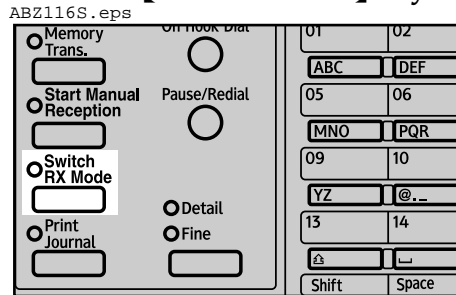 ABZ116S.eps
Memory
Trans.
On Hook Dial
01
02
ABC
DEF
Start Manual
Reception
Pause/Redial
05
06
MNO
PQR
Switch
RX Mode
09
10
YZ
@._
Detail
Print
Journal
Fine
13
14
Shift
Space